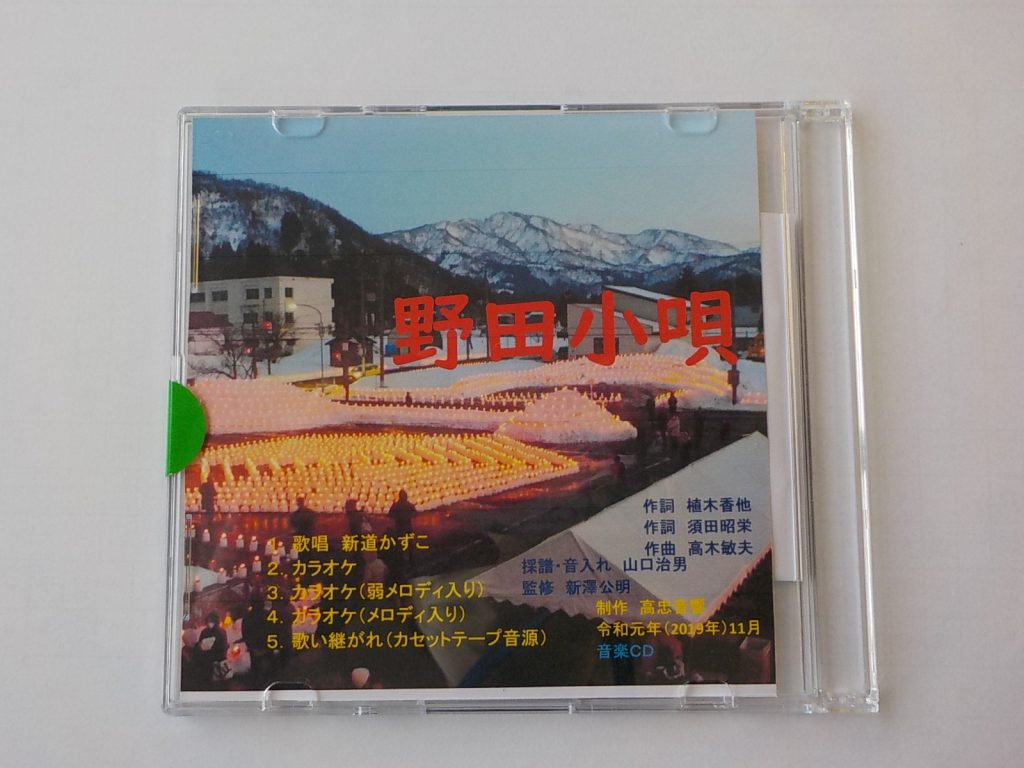 野田小唄
作詞 植木香他
作詞 須田昭栄
作曲 高木敏夫
採譜・音入れ 山口治男
監修 新澤公明
制作 高忠音響
令和元年(2019年)11月
音楽CD
1. 歌唱 新道かずこ
2. カラオケ
3. カラオケ(弱メロディ入り)
4. カラオケ(メロディ入り)
5. 歌い継がれ(カセットテープ音源)